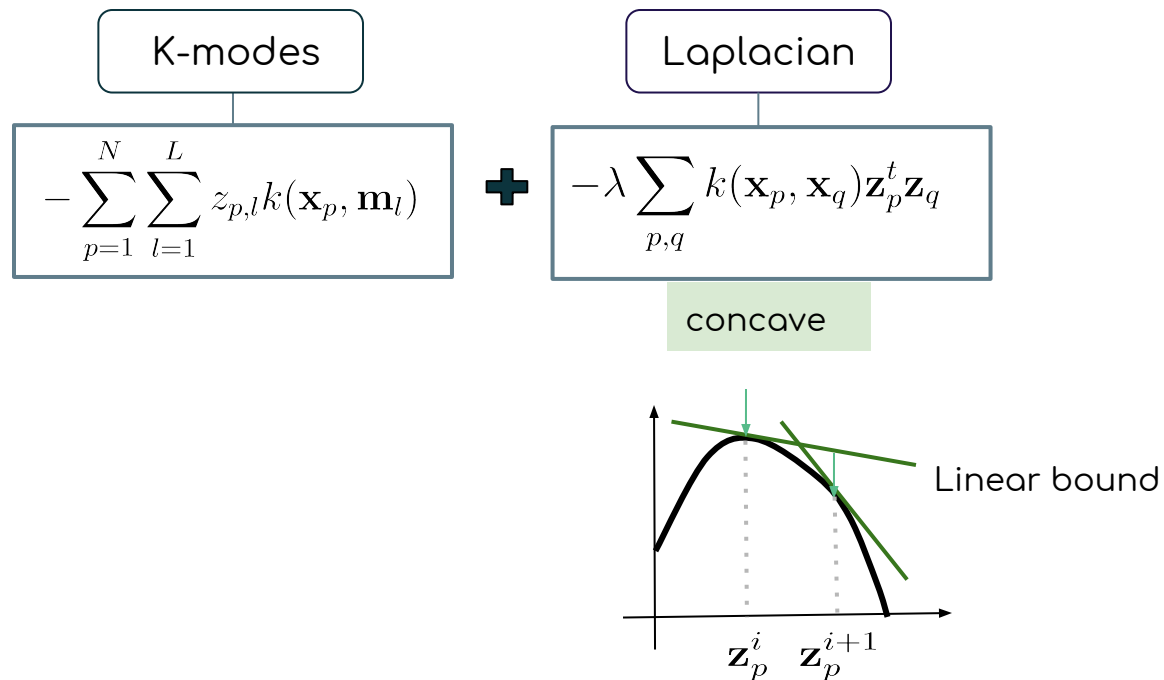 K-modes
Laplacian
$-\sum_{p=1}^{N}\sum_{l=1}^{L} z_{p,l}k(\mathbf{x}_p, \mathbf{m}_l)$
$-\lambda\sum_{p,q} k(\mathbf{x}_p, \mathbf{x}_q)\mathbf{z}_p^t\mathbf{z}_q$
concave
Linear bound
$\mathbf{z}_p^i$ $\mathbf{z}_p^{i+1}$